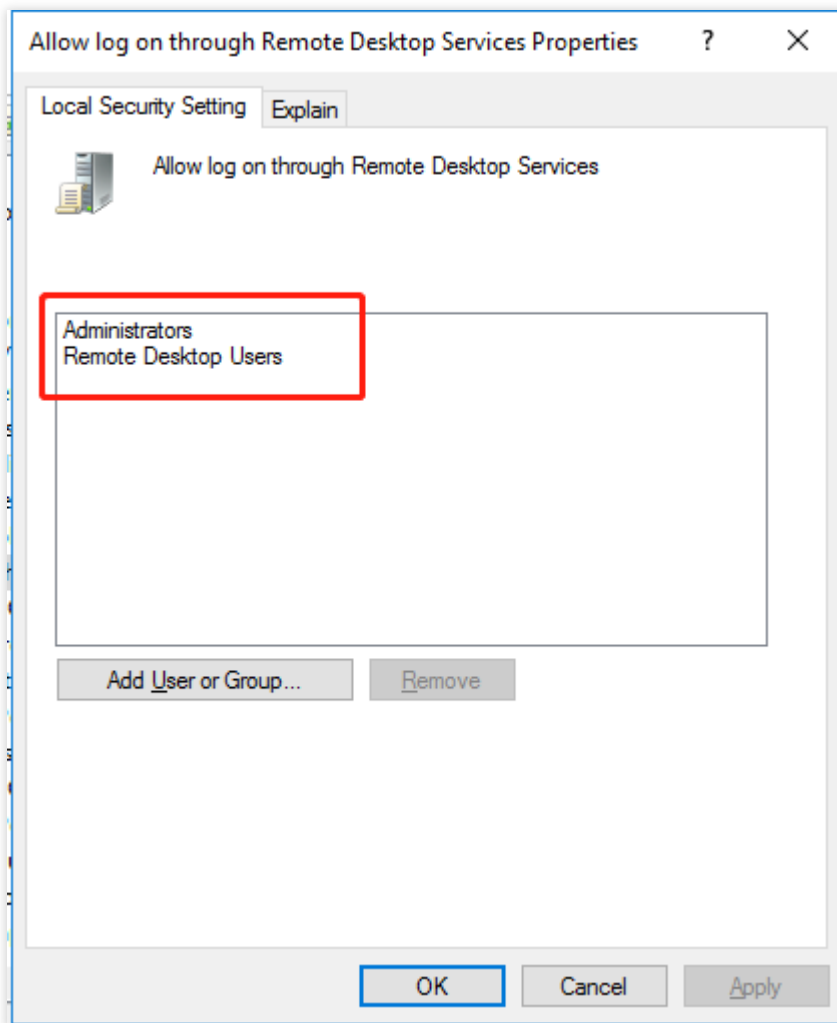 Allow log on through Remote Desktop Services Properties ?
Local Security Setting Explain
Allow log on through Remote Desktop Services
Administrators
Remote Desktop Users
Add User or Group... Remove
OK Cancel Apply